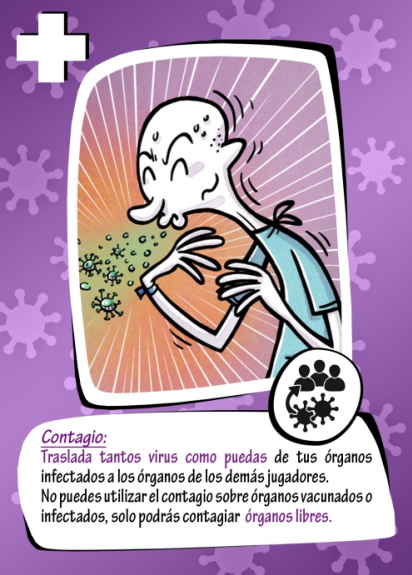 Contagio:
Traslada tantos virus como puedas de tus órganos
infectados a los órganos de los demás jugadores.
No puedes utilizar el contagio sobre órganos vacunados o
infectados, solo podrás contagiar órganos libres.